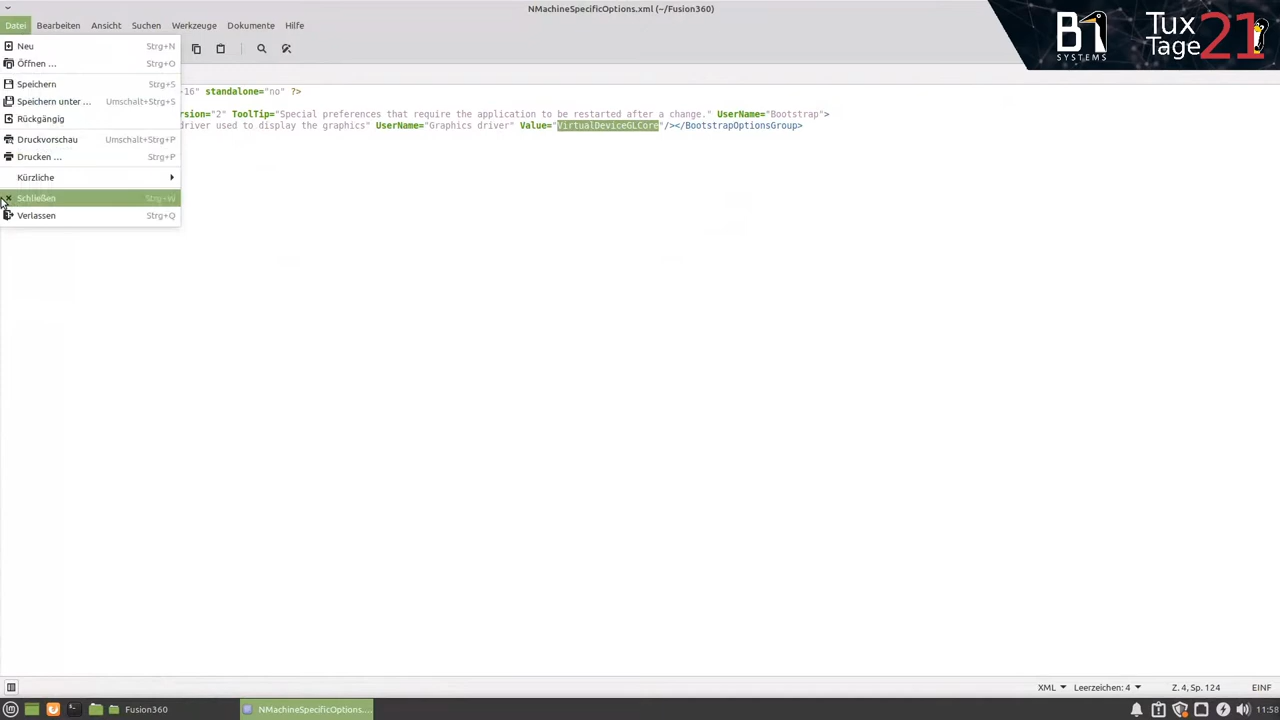 NMachineSpecificOptions.xml (~/Fusion360)
Datei Bearbeiten Ansicht Suchen Werkzeuge Dokumente Hilfe
B1
SYSTEMS
Tux
Tage
21
Neu Strg+N
Öffnen ... Strg+O
Speichern Strg+S
Speichern unter ... Umschalt+Strg+S
Rückgängig
Druckvorschau Umschalt+Strg+P
Drucken ... Strg+P
Kürzliche
Schließen Strg+W
Verlassen Strg+Q
-16" standalone="no" ?>
rsion="2" ToolTip="Special preferences that require the application to be restarted after a change." UserName="Bootstrap">
driver used to display the graphics" UserName="Graphics driver" Value="VirtualDeviceGLCore"/></BootstrapOptionsGroup>
XML Leerzeichen: 4 Z. 4, Sp. 124 EINF
Fusion360 NMachineSpecificOptions.... 11:58